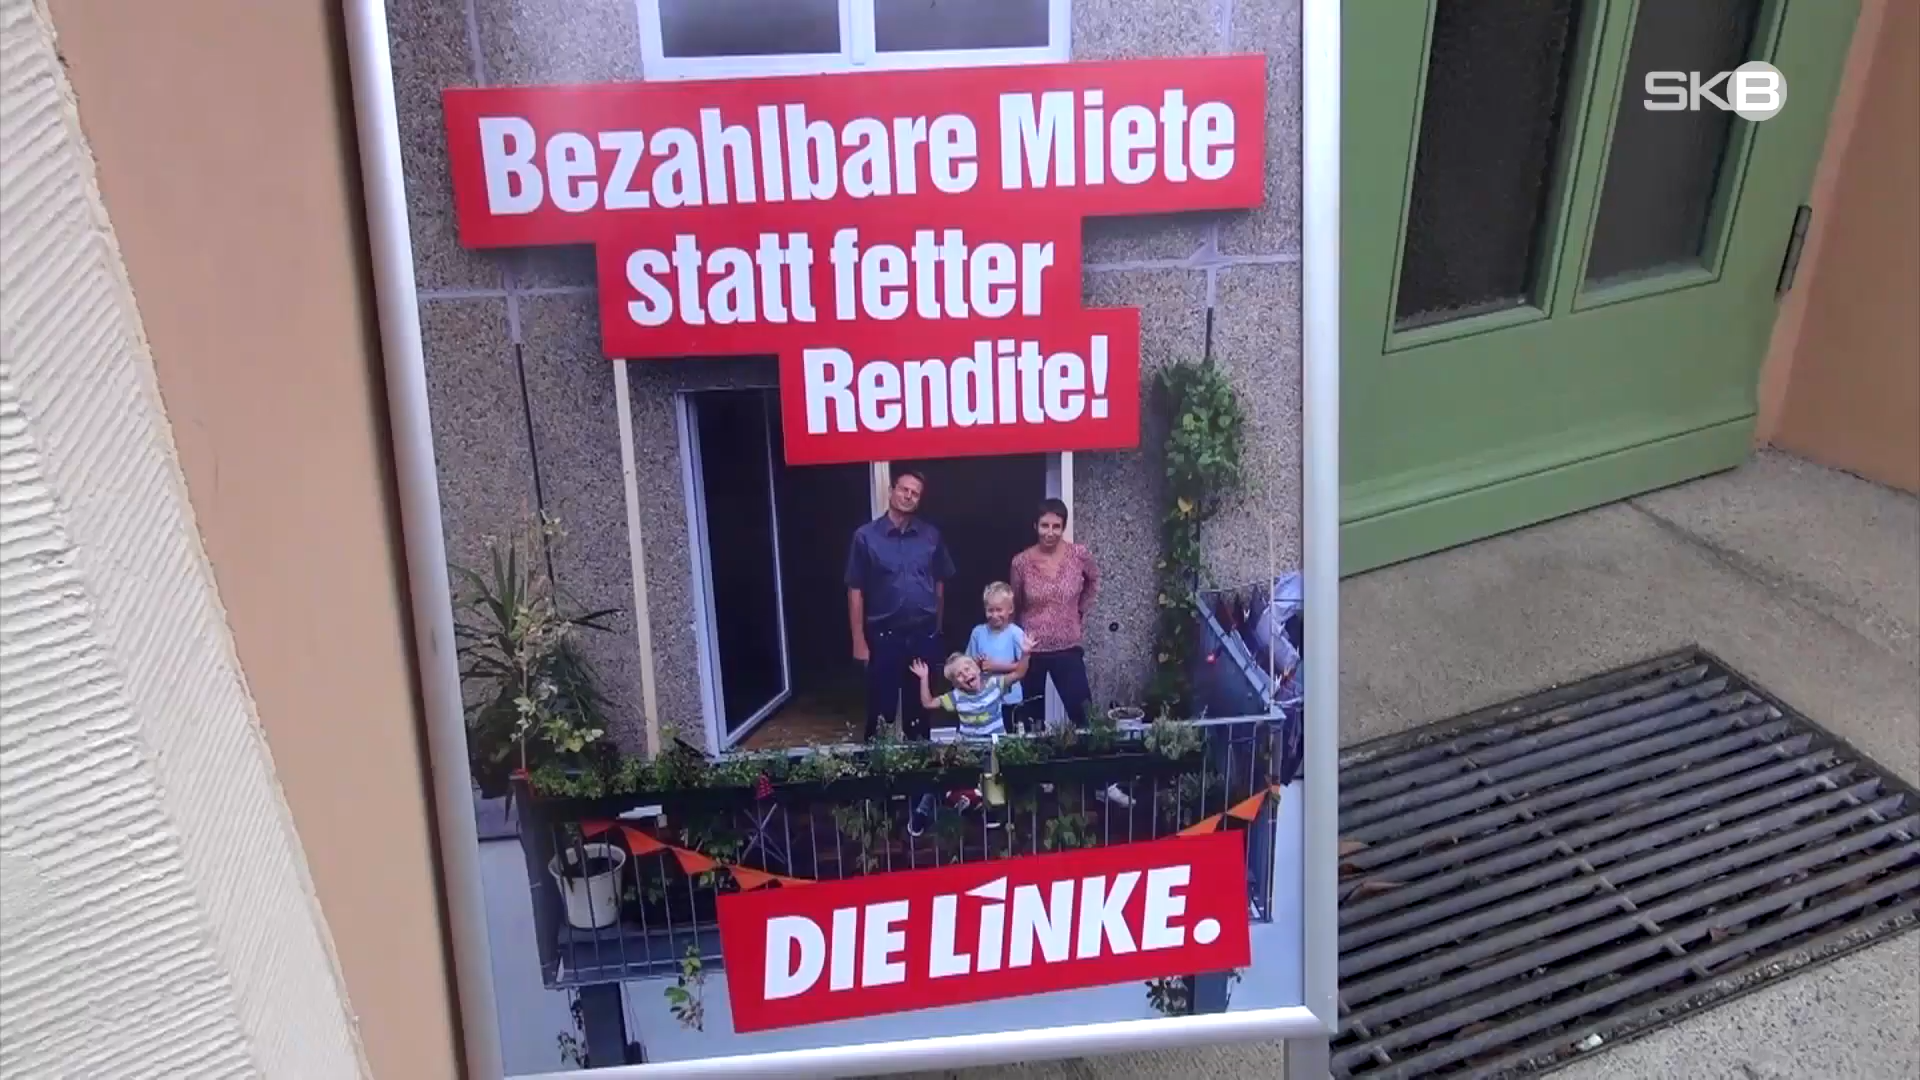 SKB
Bezahlbare Miete
statt fetter
Rendite!
DIE LINKE.